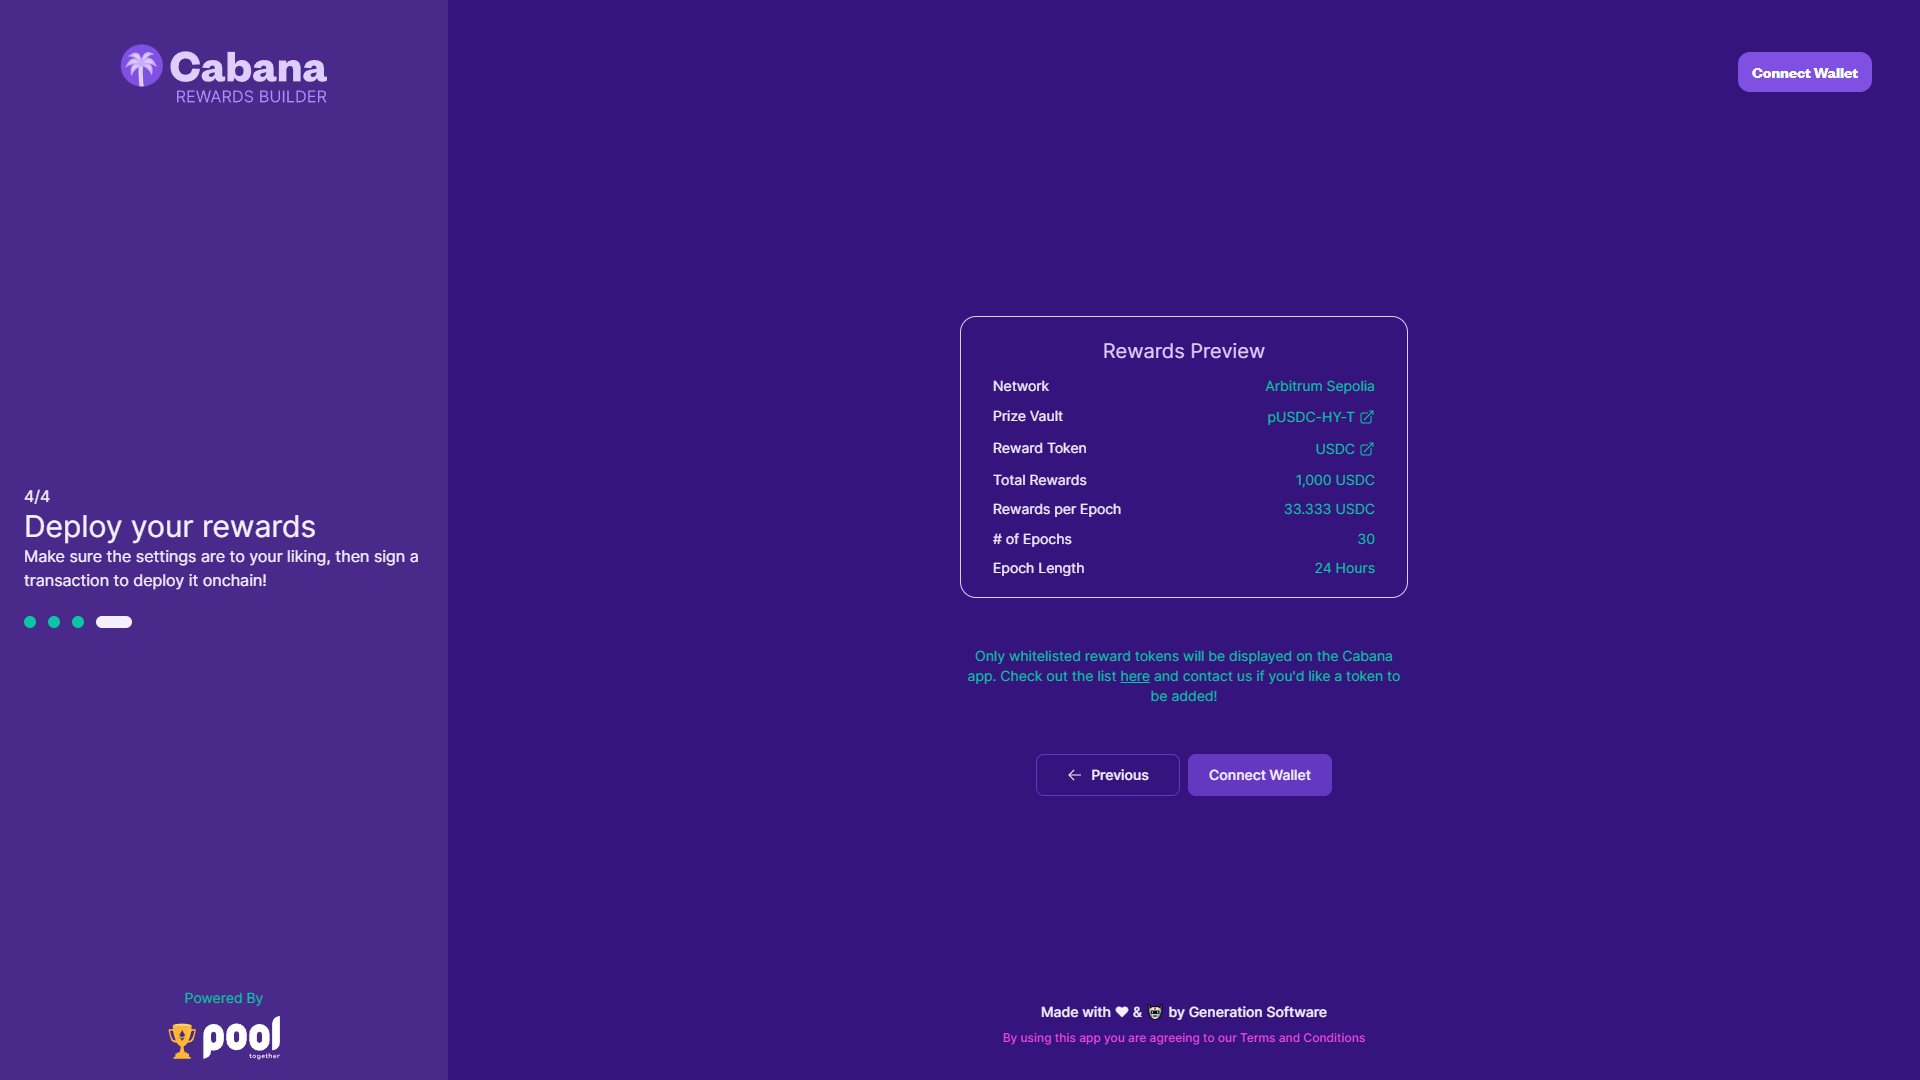 Cabana
REWARDS BUILDER
Connect Wallet
4/4
Deploy your rewards
Make sure the settings are to your liking, then sign a
transaction to deploy it onchain!
Rewards Preview
Network Arbitrum Sepolia
Prize Vault pUSDC-HY-T
Reward Token USDC
Total Rewards 1,000 USDC
Rewards per Epoch 33.333 USDC
# of Epochs 30
Epoch Length 24 Hours
Only whitelisted reward tokens will be displayed on the Cabana
app. Check out the list here and contact us if you'd like a token to
be added!
Previous
Connect Wallet
Powered By
pool
together
Made with ♥ & by Generation Software
By using this app you are agreeing to our Terms and Conditions